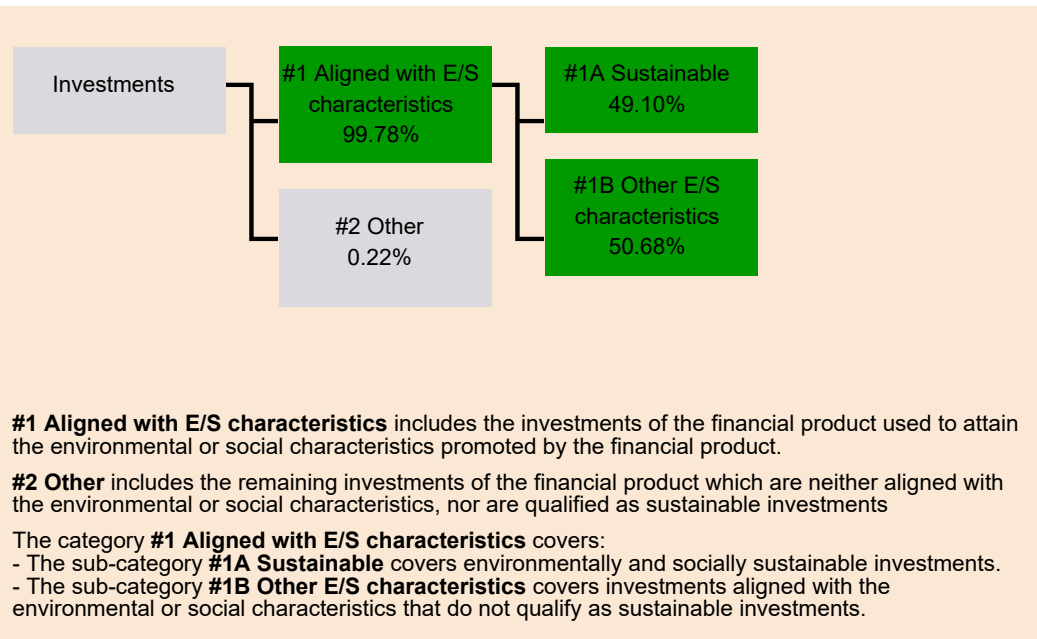 Investments
#1 Aligned with E/S
characteristics
99.78%
#2 Other
0.22%
#1A Sustainable
49.10%
#1B Other E/S
characteristics
50.68%
#1 Aligned with E/S characteristics includes the investments of the financial product used to attain
the environmental or social characteristics promoted by the financial product.
#2 Other includes the remaining investments of the financial product which are neither aligned with
the environmental or social characteristics, nor are qualified as sustainable investments
The category #1 Aligned with E/S characteristics covers:
- The sub-category #1A Sustainable covers environmentally and socially sustainable investments.
- The sub-category #1B Other E/S characteristics covers investments aligned with the
environmental or social characteristics that do not qualify as sustainable investments.